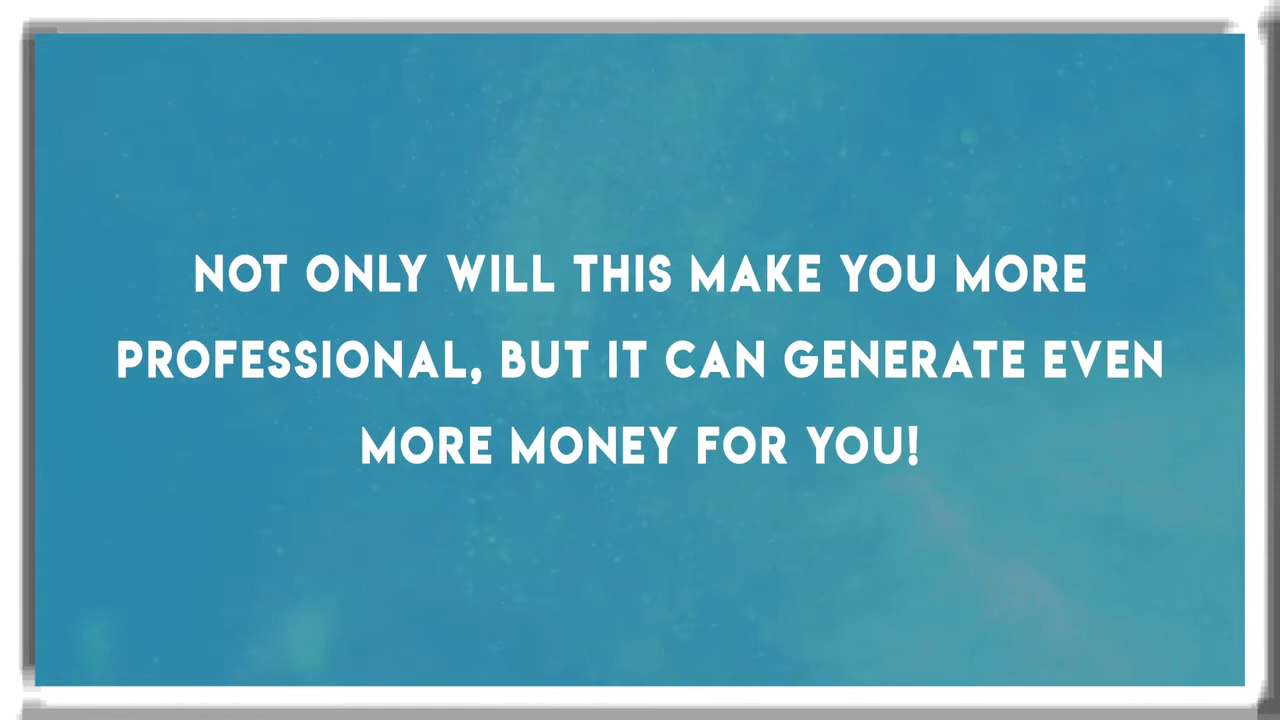 NOT ONLY WILL THIS MAKE YOU MORE
PROFESSIONAL, BUT IT CAN GENERATE EVEN
MORE MONEY FOR YOU!